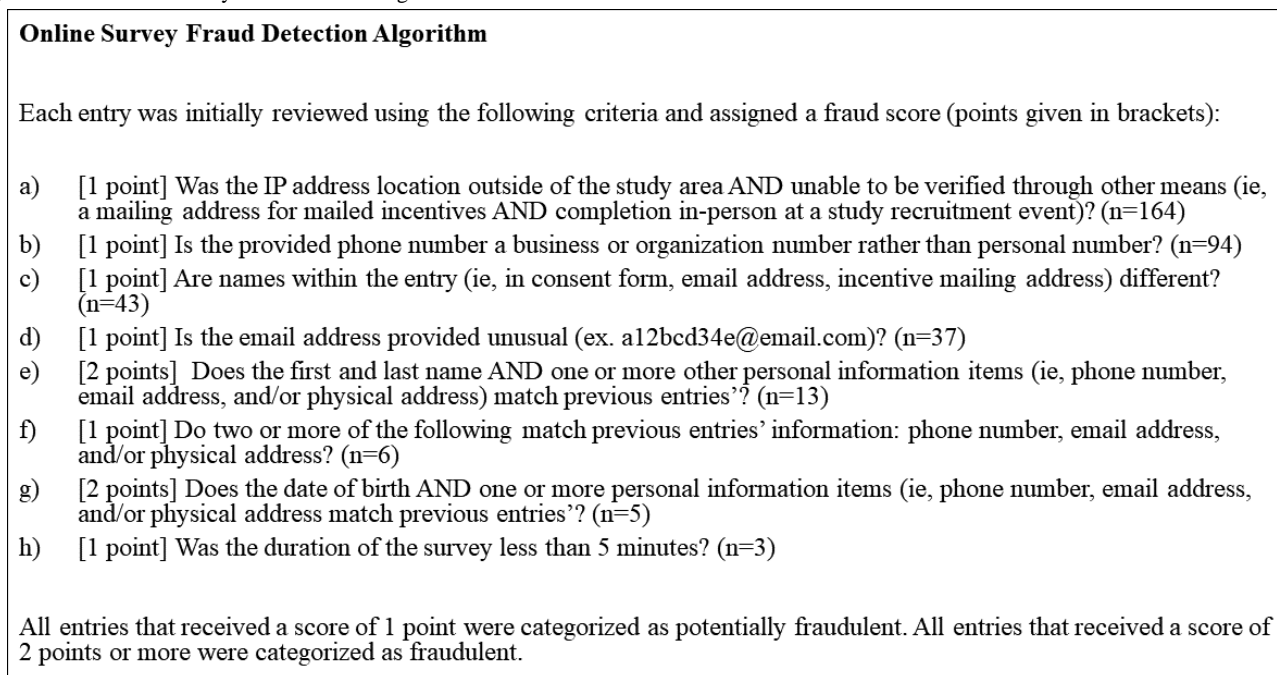 Online Survey Fraud Detection Algorithm
Each entry was initially reviewed using the following criteria and assigned a fraud score (points given in brackets):
a) [1 point] Was the IP address location outside of the study area AND unable to be verified through other means (ie,
a mailing address for mailed incentives AND completion in-person at a study recruitment event)? (n=164)
b) [1 point] Is the provided phone number a business or organization number rather than personal number? (n=94)
c) [1 point] Are names within the entry (ie, in consent form, email address, incentive mailing address) different?
(n=43)
d) [1 point] Is the email address provided unusual (ex. a12bcd34e@email.com)? (n=37)
e) [2 points] Does the first and last name AND one or more other personal information items (ie, phone number,
email address, and/or physical address) match previous entries’? (n=13)
f) [1 point] Do two or more of the following match previous entries’ information: phone number, email address,
and/or physical address? (n=6)
g) [2 points] Does the date of birth AND one or more personal information items (ie, phone number, email address,
and/or physical address match previous entries’? (n=5)
h) [1 point] Was the duration of the survey less than 5 minutes? (n=3)
All entries that received a score of 1 point were categorized as potentially fraudulent. All entries that received a score of
2 points or more were categorized as fraudulent.